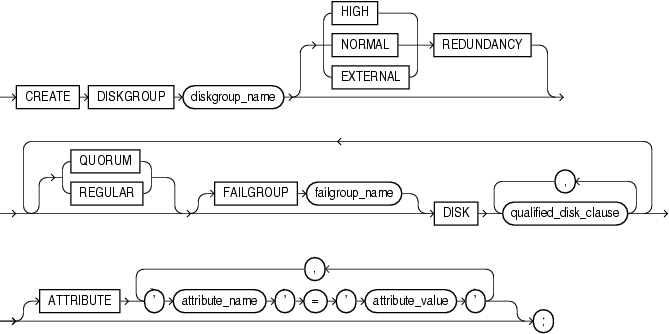 HIGH
NORMAL
EXTERNAL
REDUNDANCY
CREATE DISKGROUP diskgroup_name
QUORUM
REGULAR
FAILGROUP failgroup_name
,
DISK qualified_disk_clause
,
ATTRIBUTE ' attribute_name ' = ' attribute_value '
;